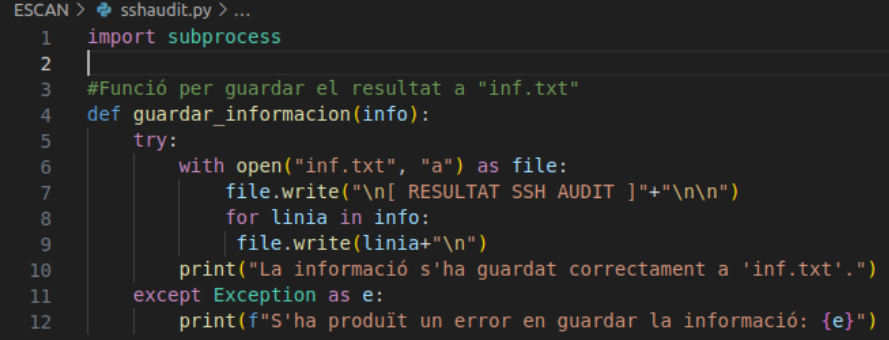 ESCAN > sshaudit.py > ...
1 import subprocess
2
3 #Funció per guardar el resultat a "inf.txt"
4 def guardar_informacion(info):
5     try:
6         with open("inf.txt", "a") as file:
7             file.write("\n[ RESULTAT SSH AUDIT ]"+"\n\n")
8             for linia in info:
9              file.write(linia+"\n")
10         print("La informació s'ha guardat correctament a 'inf.txt'.")
11     except Exception as e:
12         print(f"S'ha produït un error en guardar la informació: {e}")